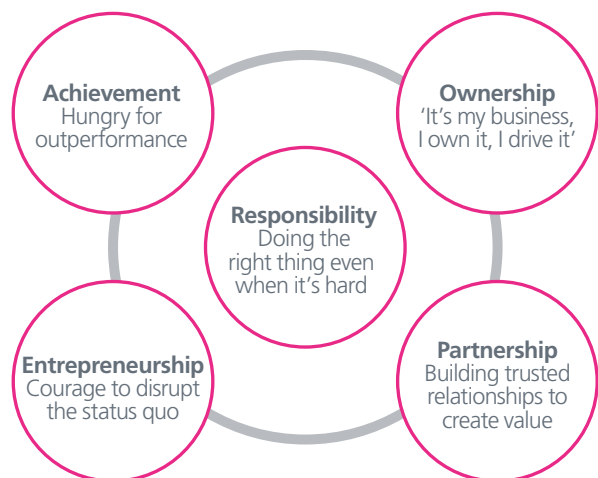 Achievement
Hungry for
outperformance
Ownership
‘It’s my business,
I own it, I drive it’
Responsibility
Doing the
right thing even
when it’s hard
Entrepreneurship
Courage to disrupt
the status quo
Partnership
Building trusted
relationships to
create value